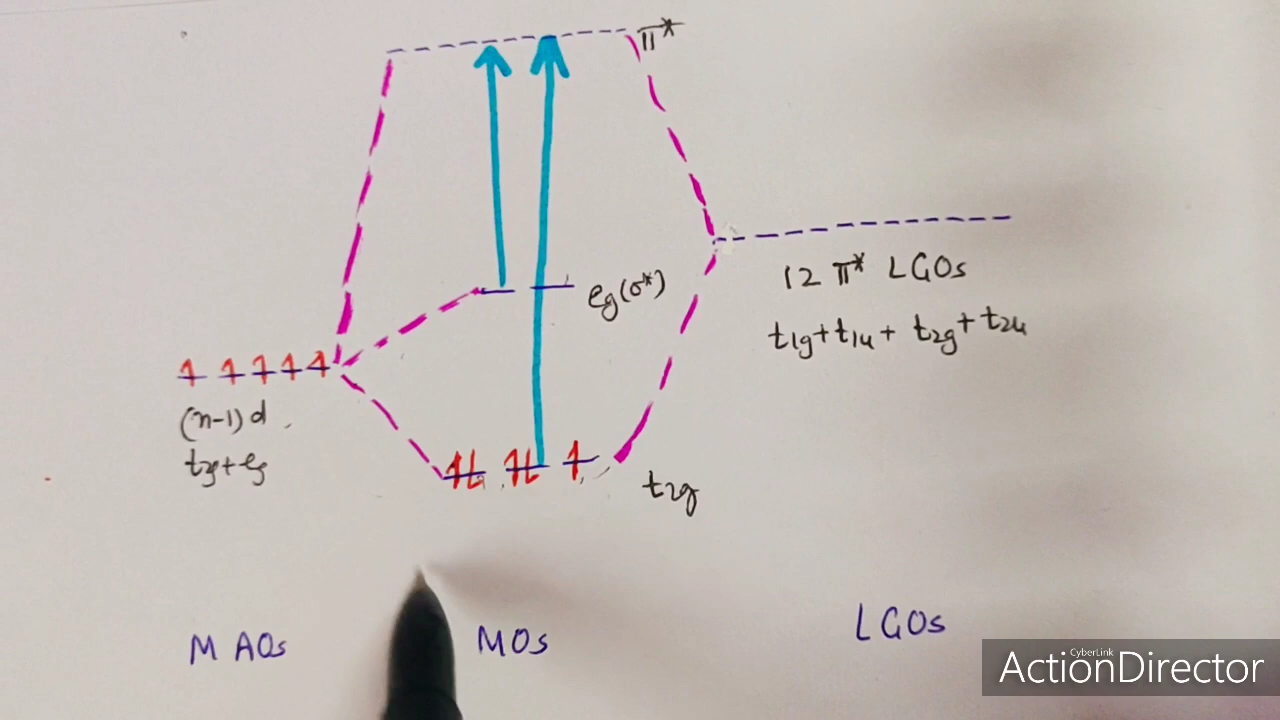 π*
eg(σ*)
12 π* LGOs
t1g+t1u+ t2g+t2u
(n-1)d
t2g+eg
t2g
M AOs
MOs
LGOs
CyberLink
ActionDirector